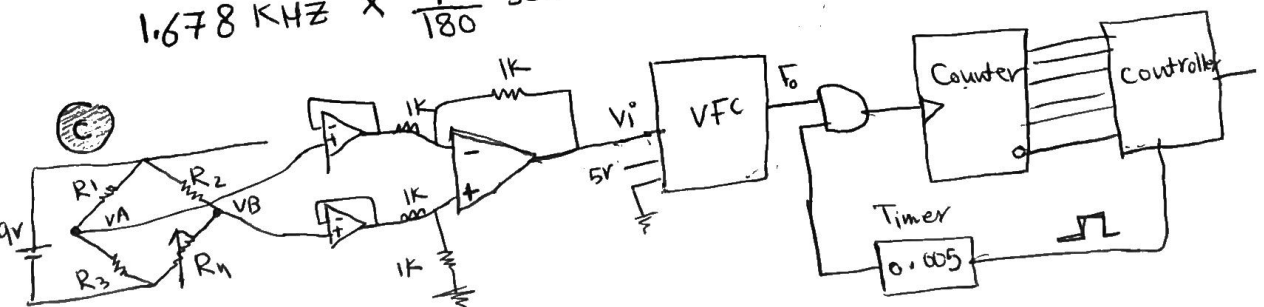 1.678 KHZ × 180
C
R1
R2
VA
VB
9v
R3
Rn
1K
1K
1K
1K
Vi
5v
VFC
Fo
Counter
Controller
Timer
0.005